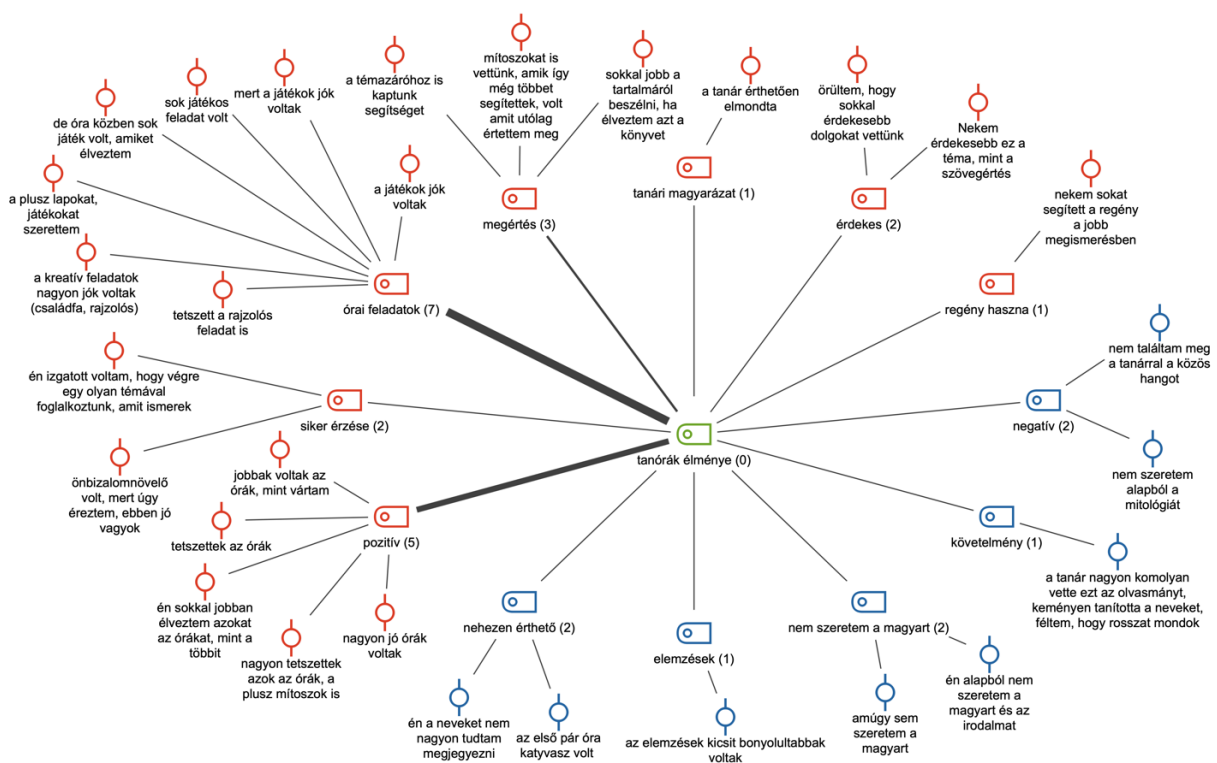 de óra közben sok
játék volt, amiket
élveztem
sok játékos
feladat volt
mert a játékok jók
voltak
a témazáróhoz is
kaptunk
segítséget
mítoszokat is
vettünk, amik így
még többet
segítettek, volt
amit utólag
értettem meg
sokkal jobb a
tartalmáról
beszélni, ha
élveztem azt a
könyvet
a tanár érthetően
elmondta
örültem, hogy
sokkal
érdekesebb
dolgokat vettünk
Nekem
érdekesebb ez a
téma, mint a
szövegértés
a plusz lapokat,
játékokat
szerettem
a játékok jók
voltak
megértés (3)
tanári magyarázat (1)
érdekes (2)
nekem sokat
segített a regény
a jobb
megismerésben
a kreatív feladatok
nagyon jók voltak
(családfa, rajzolós)
tetszett a rajzolós
feladat is
órai feladatok (7)
regény haszna (1)
én izgatott voltam, hogy végre
egy olyan témával
foglalkoztunk, amit ismerek
siker érzése (2)
nem találtam meg
a tanárral a közös
hangot
negatív (2)
tanórák élménye (0)
önbizalomnövelő
volt, mert úgy
éreztem, ebben jó
vagyok
jobbak voltak az
órák, mint vártam
nem szeretem
alapból a
mitológiát
tetszettek az órák
pozitív (5)
követelmény (1)
én sokkal jobban
élveztem azokat
az órákat, mint a
többit
nagyon tetszettek
azok az órák, a
plusz mítoszok is
nagyon jó órák
voltak
nehezen érthető (2)
elemzések (1)
nem szeretem a magyart (2)
a tanár nagyon komolyan
vette ezt az olvasmányt,
keményen tanította a neveket,
féltem, hogy rosszat mondok
én a neveket nem
nagyon tudtam
megjegyezni
az első pár óra
katyvasz volt
az elemzések kicsit bonyolultabbak
voltak
amúgy sem
szeretem a
magyart
én alapból nem
szeretem a
magyart és az
irodalmat